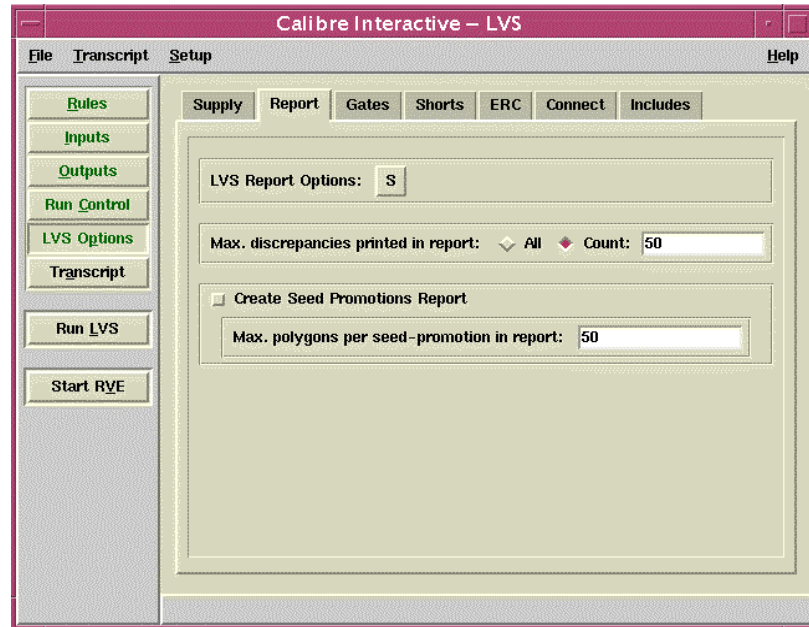 Calibre Interactive – LVS
File Transcript Setup Help
Rules
Inputs
Outputs
Run Control
LVS Options
Transcript
Run LVS
Start RVE
Supply Report Gates Shorts ERC Connect Includes
LVS Report Options: S
Max. discrepancies printed in report: All Count: 50
Create Seed Promotions Report
Max. polygons per seed-promotion in report: 50